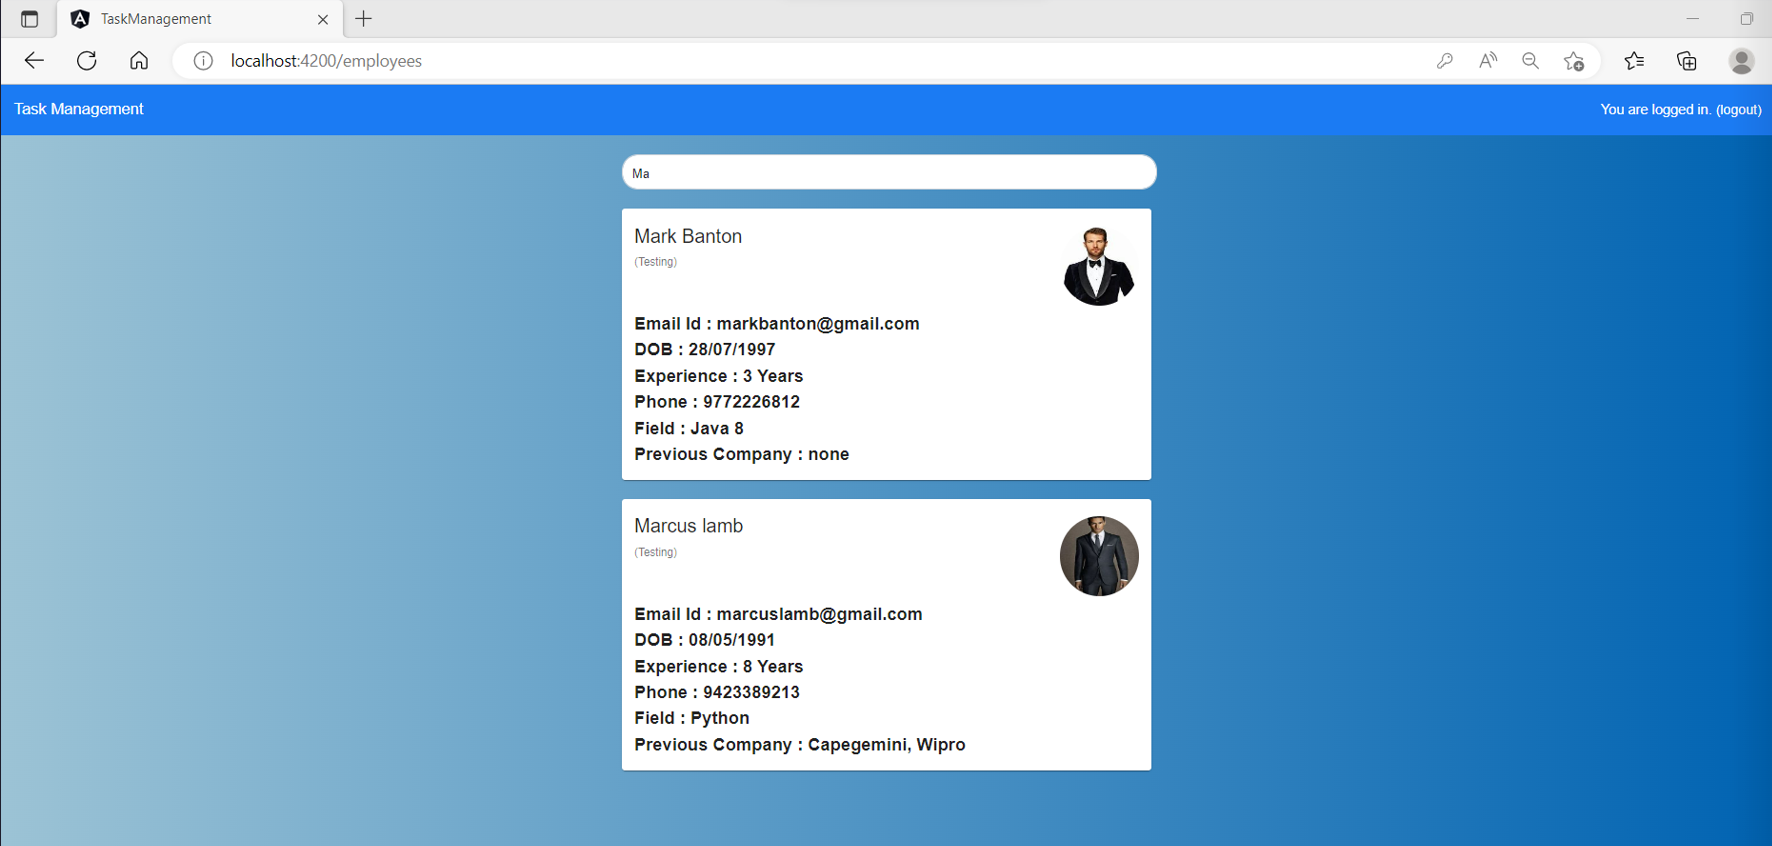 TaskManagement
localhost:4200/employees
Task Management
You are logged in. (logout)
Ma
Mark Banton
(Testing)
Email Id : markbanton@gmail.com
DOB : 28/07/1997
Experience : 3 Years
Phone : 9772226812
Field : Java 8
Previous Company : none
Marcus lamb
(Testing)
Email Id : marcuslamb@gmail.com
DOB : 08/05/1991
Experience : 8 Years
Phone : 9423389213
Field : Python
Previous Company : Capegemini, Wipro